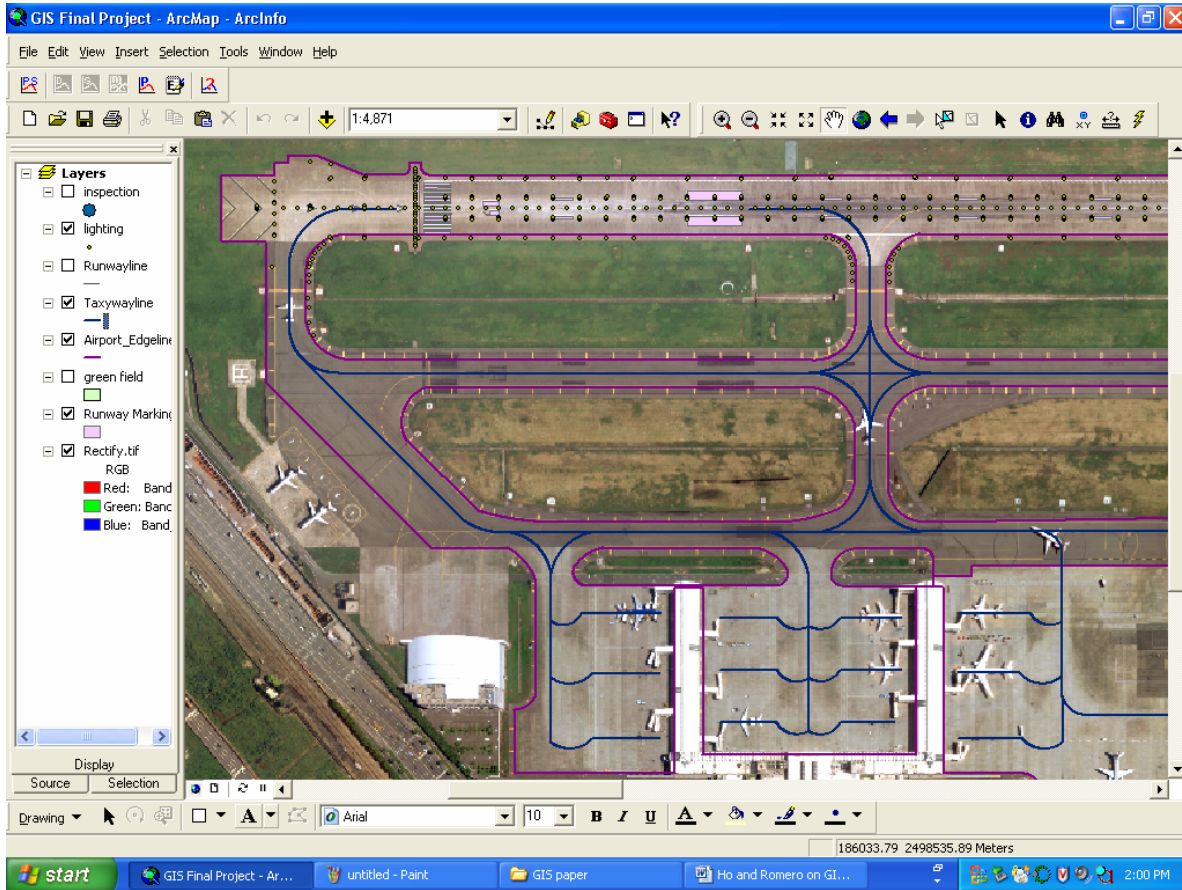 GIS Final Project - ArcMap - ArcInfo
File Edit View Insert Selection Tools Window Help
1:4,871
Layers
inspection
lighting
Runwayline
Taxywayline
Airport_Edgeline
green field
Runway Marking
Rectify.tif
RGB
Red: Band
Green: Band
Blue: Band_
Display
Source Selection
Drawing A Arial 10 B I U A
186033.79 2498535.89 Meters
start GIS Final Project - Ar... untitled - Paint GIS paper Ho and Romero on GI... 2:00 PM